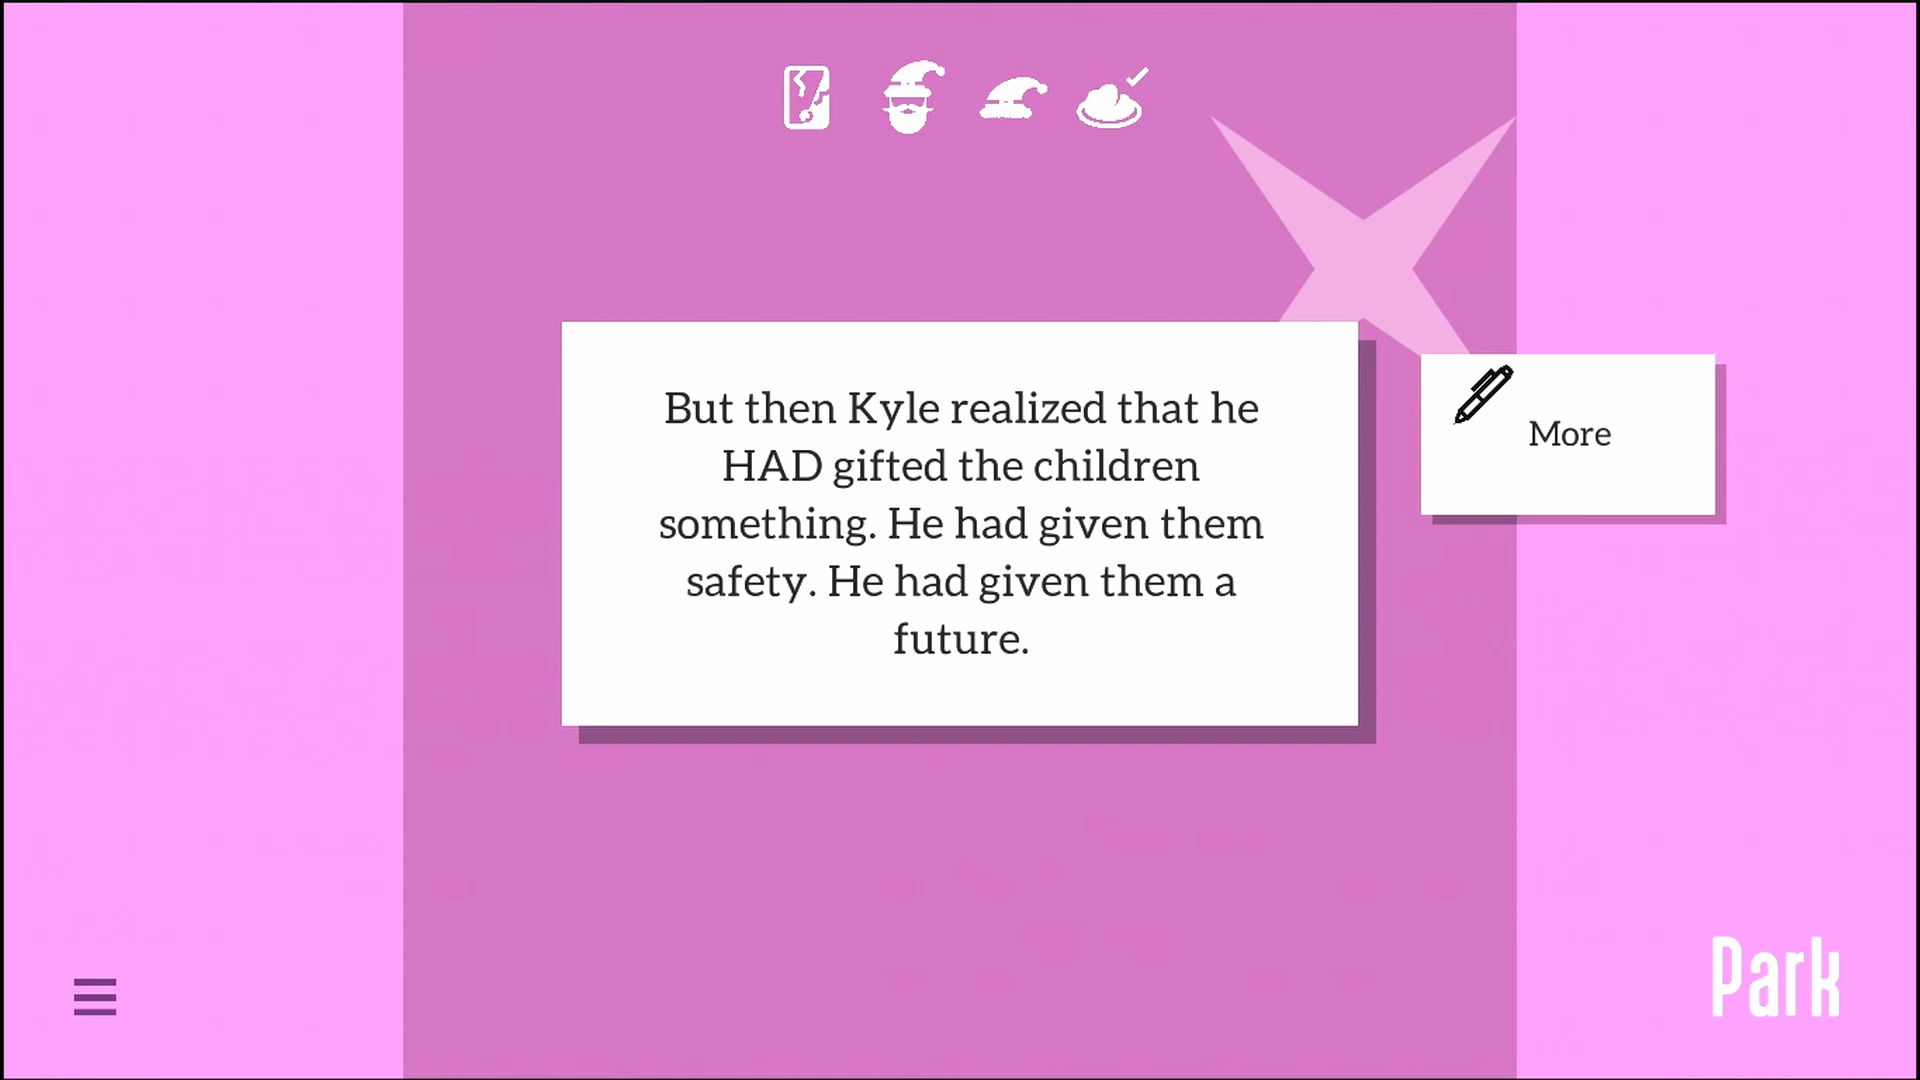 But then Kyle realized that he
HAD gifted the children
something. He had given them
safety. He had given them a
future.
More
Park